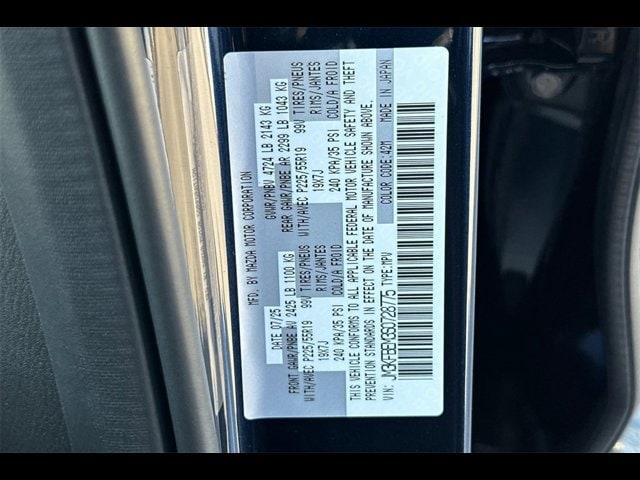 MFD. BY MAZDA MOTOR CORPORATION
DATE 07/25 GVWR/PNBV 4724 LB 2143 KG
FRONT GAWR/PNBE AV 2425 LB 1100 KG REAR GAWR/PNBE AR 2299 LB 1043 KG
WITH/AVEC P225/55R19 99V TIRES/PNEUS WITH/AVEC P225/55R19 99V TIRES/PNEUS
19X7J RIMS/JANTES 19X7J RIMS/JANTES
240 KPA/35 PSI COLD/A FROID 240 KPA/35 PSI COLD/A FROID
THIS VEHICLE CONFORMS TO ALL APPLICABLE FEDERAL MOTOR VEHICLE SAFETY AND THEFT
PREVENTION STANDARDS IN EFFECT ON THE DATE OF MANUFACTURE SHOWN ABOVE.
VIN: TYPE:MPV COLOR CODE:42M MADE IN JAPAN